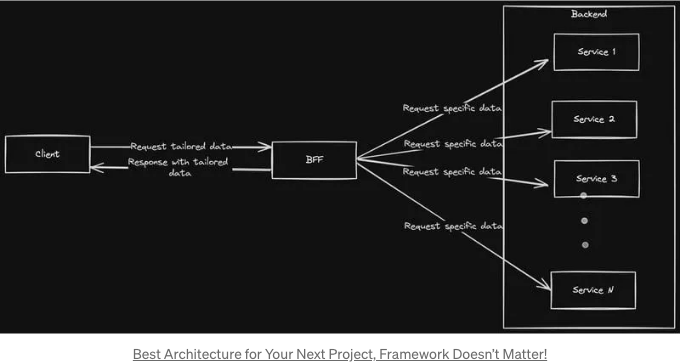 Backend
Service 1
Request specific data
Service 2
Request tailored data
Request specific data
Client
BFF
Response with tailored
data
Request specific data
Service 3
Request specific data
Service N
Best Architecture for Your Next Project, Framework Doesn't Matter!